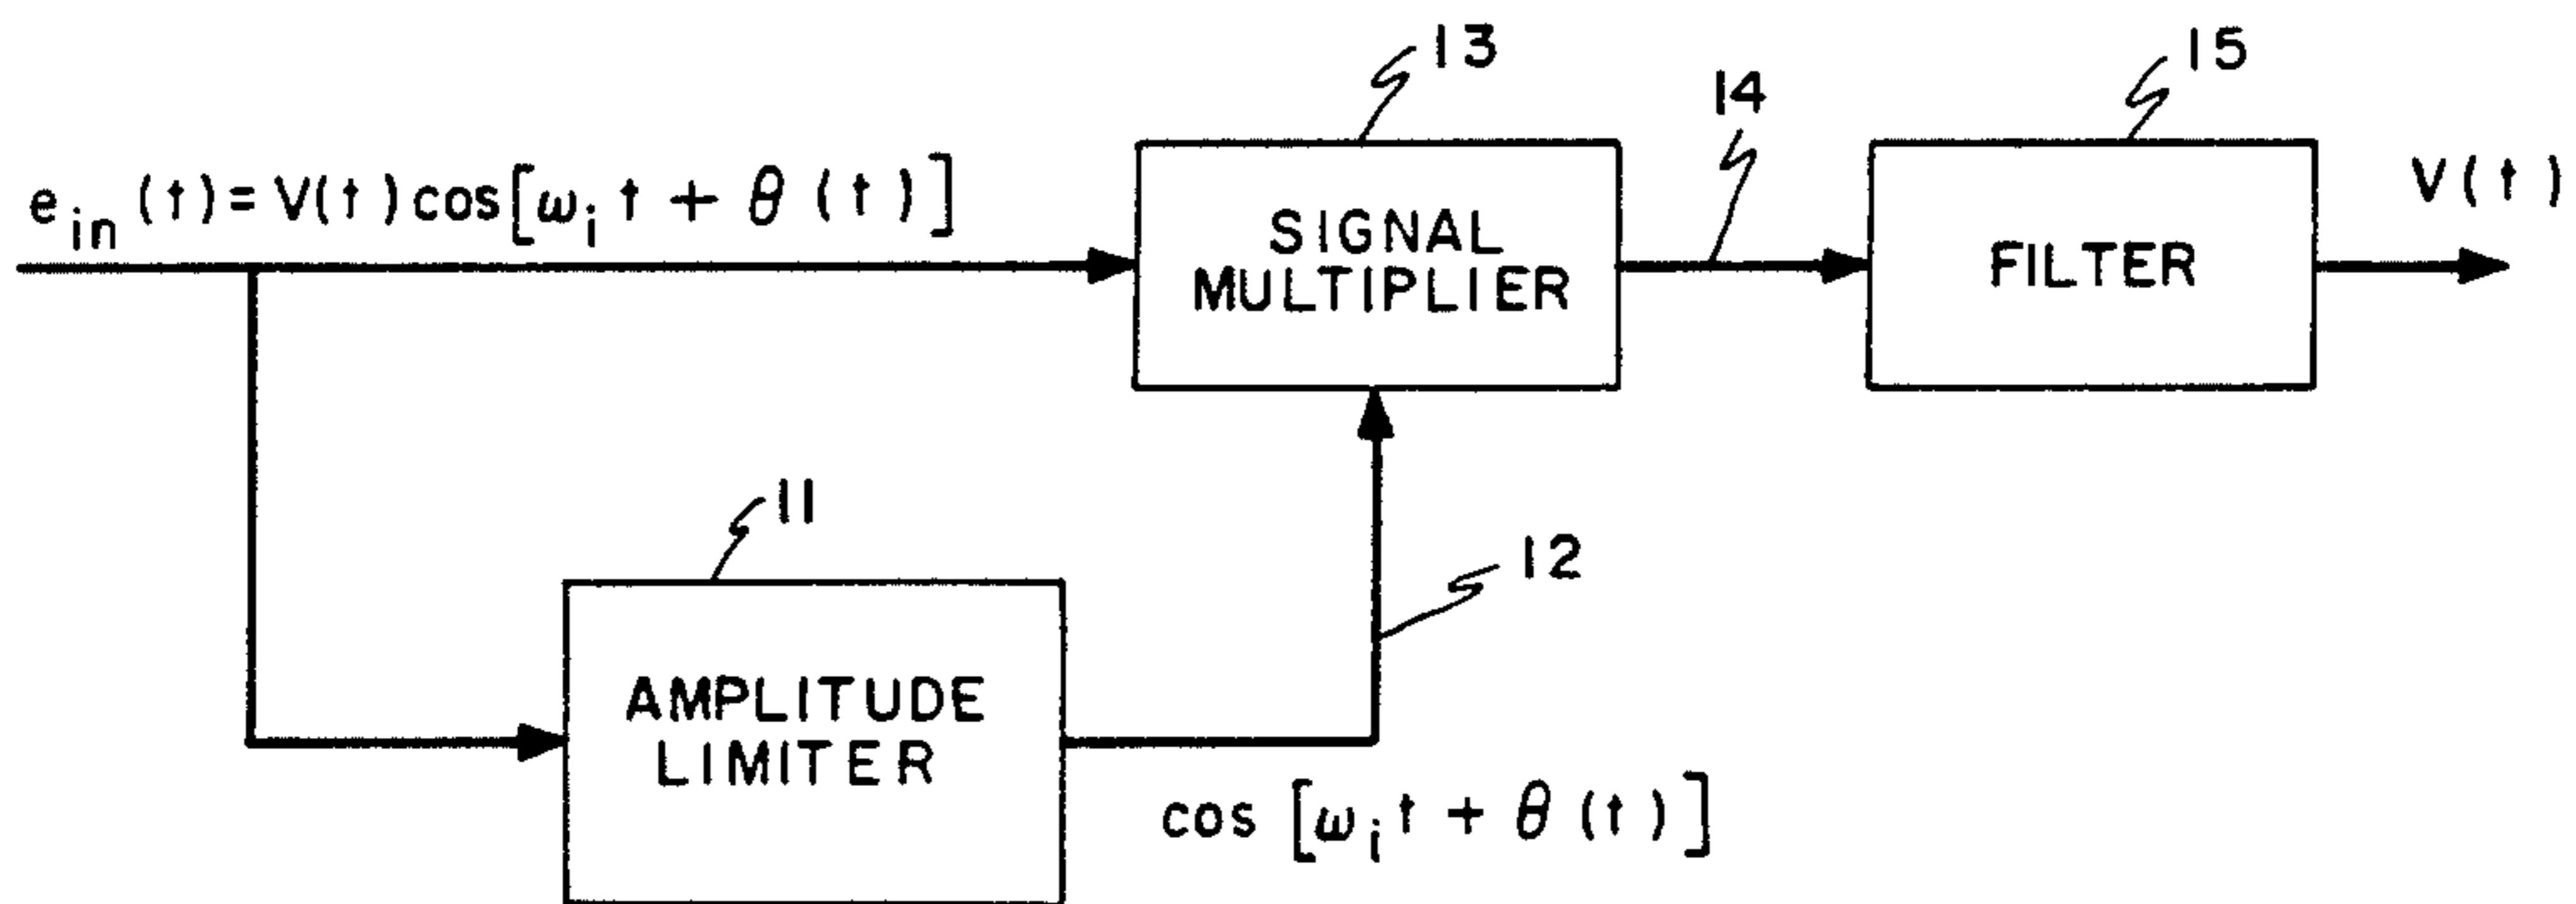 13
15
14
e_in (t) = V(t) cos[ω_i t + θ (t)]
V(t)
SIGNAL
MULTIPLIER
FILTER
11
12
AMPLITUDE
LIMITER
cos [ω_i t + θ (t)]